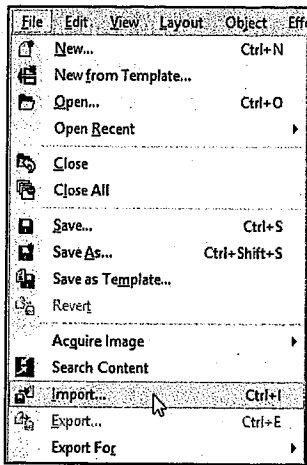 File Edit View Layout Object Effe
New... Ctrl+N
New from Template...
Open... Ctrl+O
Open Recent
Close
Close All
Save... Ctrl+S
Save As... Ctrl+Shift+S
Save as Template...
Revert
Acquire Image
Search Content
Import... Ctrl+I
Export... Ctrl+E
Export For